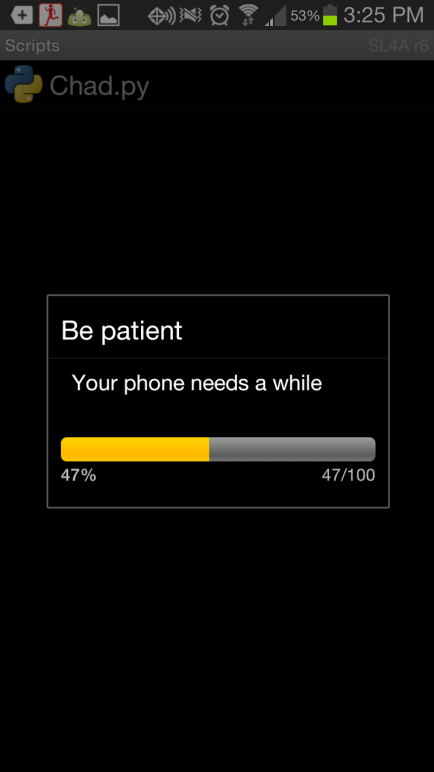 53% 3:25 PM
Scripts SL4A r6
Chad.py
Be patient
Your phone needs a while
47% 47/100